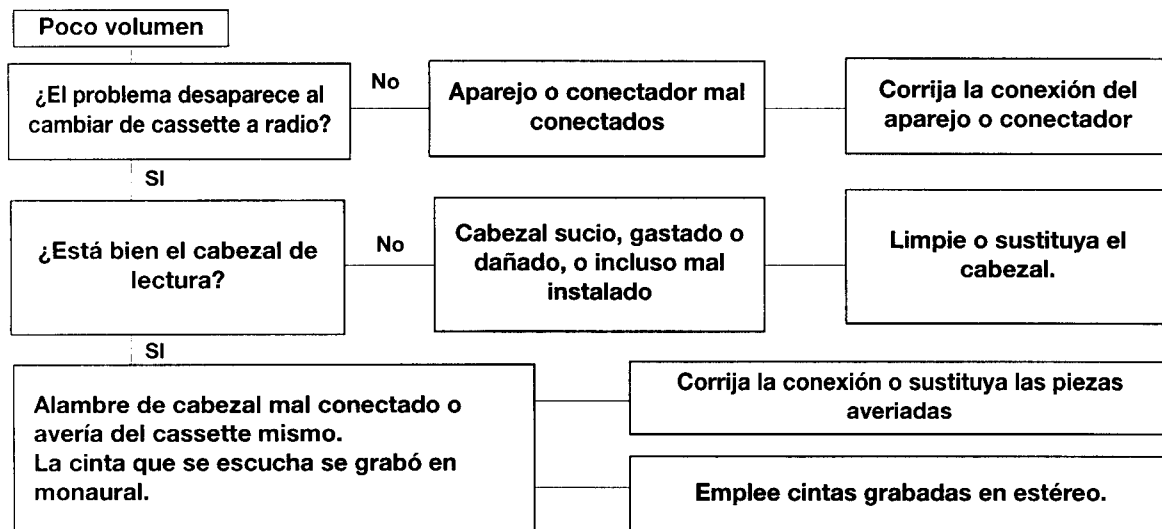 Poco volumen
¿El problema desaparece al
cambiar de cassette a radio?
No
Aparejo o conectador mal
conectados
Corrija la conexión del
aparejo o conectador
SI
¿Está bien el cabezal de
lectura?
No
Cabezal sucio, gastado o
dañado, o incluso mal
instalado
Limpie o sustituya el
cabezal.
SI
Alambre de cabezal mal conectado o
avería del cassette mismo.
La cinta que se escucha se grabó en
monaural.
Corrija la conexión o sustituya las piezas
averiadas
Emplee cintas grabadas en estéreo.